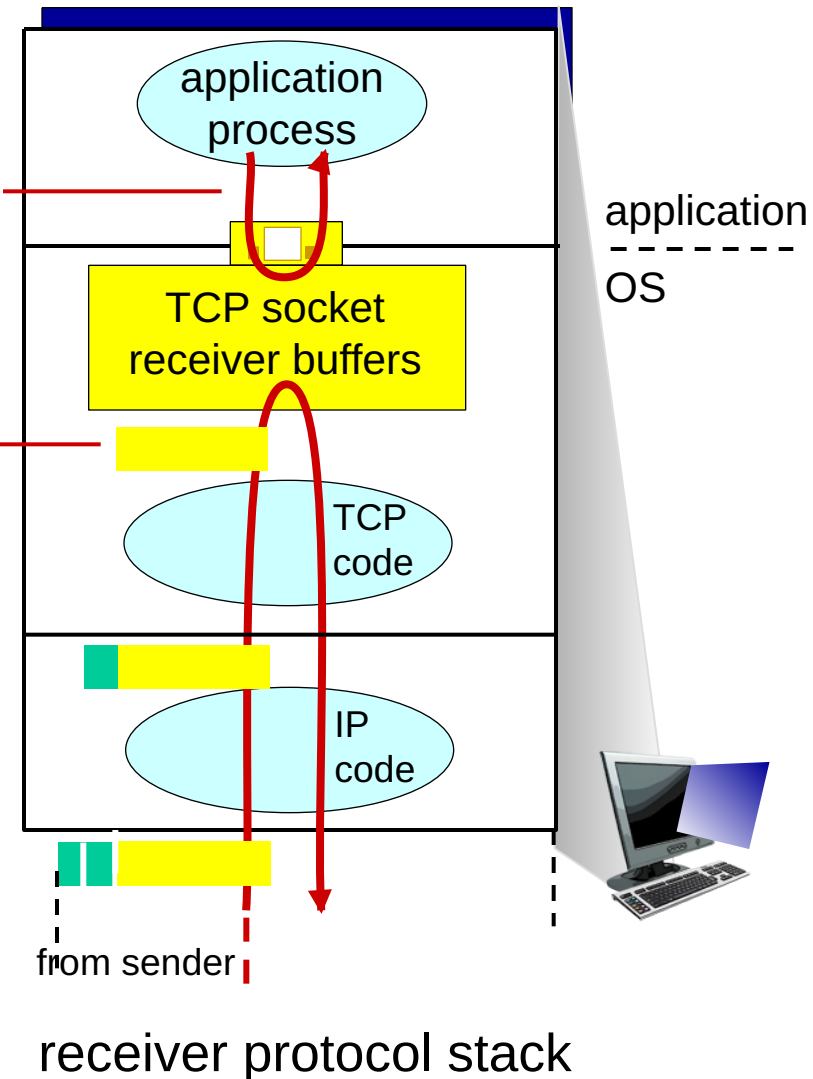 application
process
application
OS
TCP socket
receiver buffers
TCP
code
IP
code
from sender
receiver protocol stack